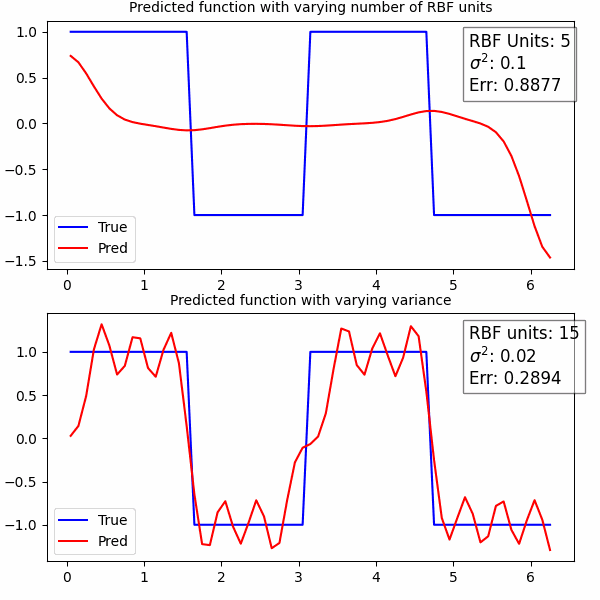 Predicted function with varying number of RBF units
1.0
0.5
0.0
−0.5
−1.0
−1.5
RBF Units: 5
σ²: 0.1
Err: 0.8877
True
Pred
0 1 2 3 4 5 6
Predicted function with varying variance
1.0
0.5
0.0
−0.5
−1.0
RBF units: 15
σ²: 0.02
Err: 0.2894
True
Pred
0 1 2 3 4 5 6